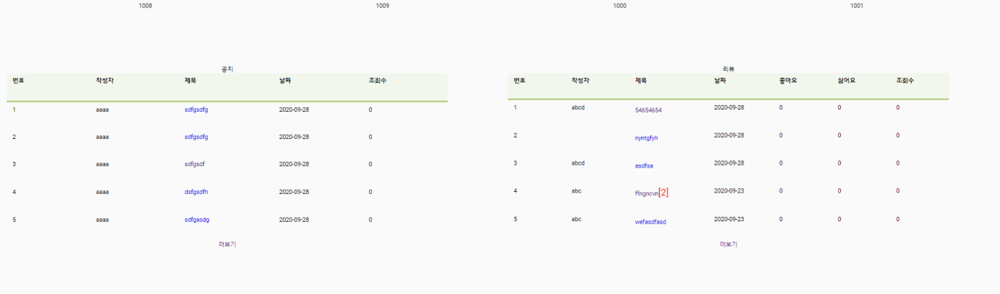 1008 1009 1000 1001
공지
번호 작성자 제목 날짜 조회수
1 aaaa sdfgsdfg 2020-09-28 0
2 aaaa sdfgsdfg 2020-09-28 0
3 aaaa sdfgsdf 2020-09-28 0
4 aaaa dsfgsdfh 2020-09-28 0
5 aaaa sdfgasdg 2020-09-28 0
더보기
리뷰
번호 작성자 제목 날짜 좋아요 싫어요 조회수
1 abcd 54654654 2020-09-28 0 0 0
2 nyntgfyh 2020-09-28 0 0 0
3 abcd asdfsa 2020-09-28 0 0 0
4 abc ffngncvn[2] 2020-09-23 0 0 0
5 abc wefasdfasd 2020-09-23 0 0 0
더보기